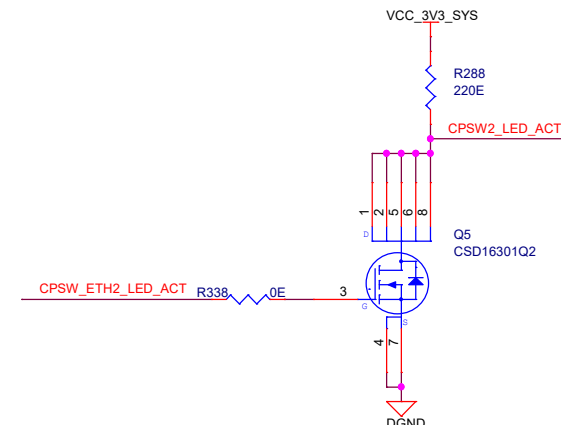 VCC_3V3_SYS
R288
220E
CPSW2_LED_ACT
1 2 5 6 8
D
Q5
CSD16301Q2
CPSW_ETH2_LED_ACT R338 0E 3
G
S
4 7
DGND